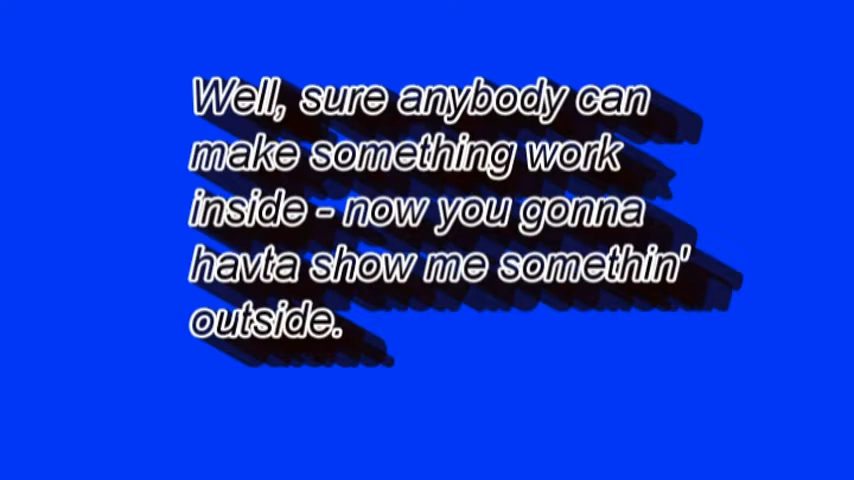 Well, sure anybody can
make something work
inside - now you gonna
havta show me somethin'
outside.